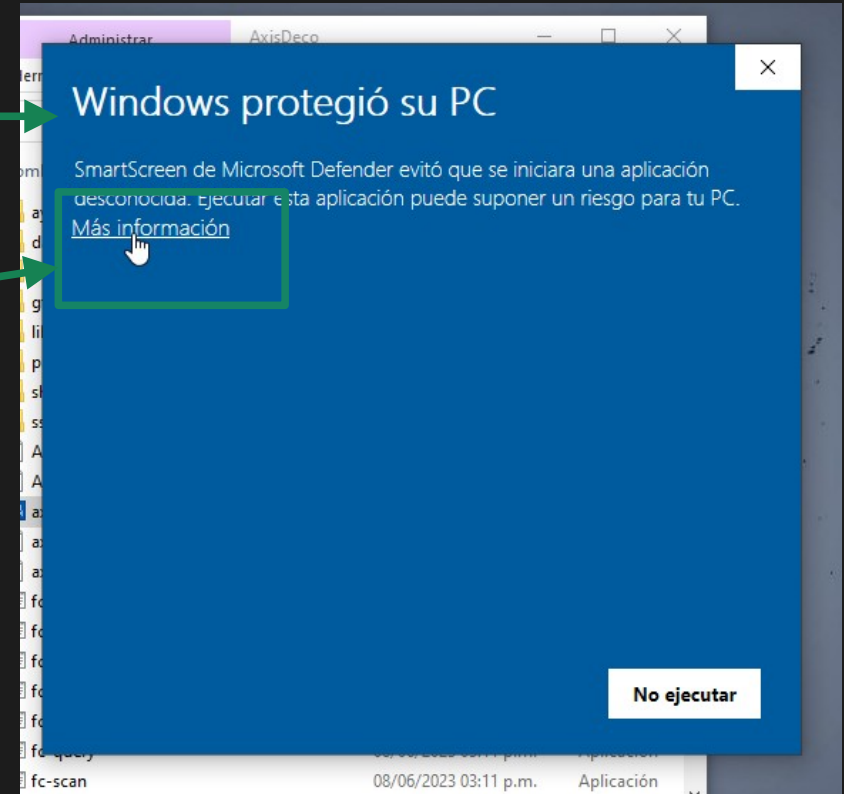 Administrar AxisDeco
Windows protegió su PC
SmartScreen de Microsoft Defender evitó que se iniciara una aplicación
desconocida. Ejecutar esta aplicación puede suponer un riesgo para tu PC.
Más información
No ejecutar
fc-query
fc-scan 08/06/2023 03:11 p.m. Aplicación